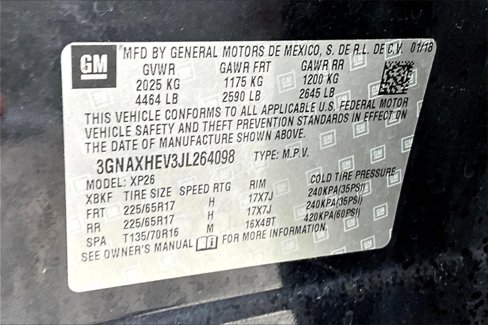 GM
MFD BY GENERAL MOTORS DE MEXICO, S. DE R.L. DE C.V. 01/18
GVWR GAWR FRT GAWR RR
2025 KG 1175 KG 1200 KG
4464 LB 2590 LB 2645 LB
THIS VEHICLE CONFORMS TO ALL APPLICABLE U.S. FEDERAL MOTOR
VEHICLE SAFETY AND THEFT PREVENTION STANDARDS IN EFFECT ON
THE DATE OF MANUFACTURE SHOWN ABOVE.
3GNAXHEV3JL264098 TYPE: M.P.V.
MODEL: XP26
XBKF TIRE SIZE SPEED RTG RIM COLD TIRE PRESSURE
FRT 225/65R17 H 17X7J 240KPA(35PSI)
RR 225/65R17 H 17X7J 240KPA(35PSI)
SPA T135/70R16 M 16X4BT 420KPA(60PSI)
SEE OWNER'S MANUAL FOR MORE INFORMATION.